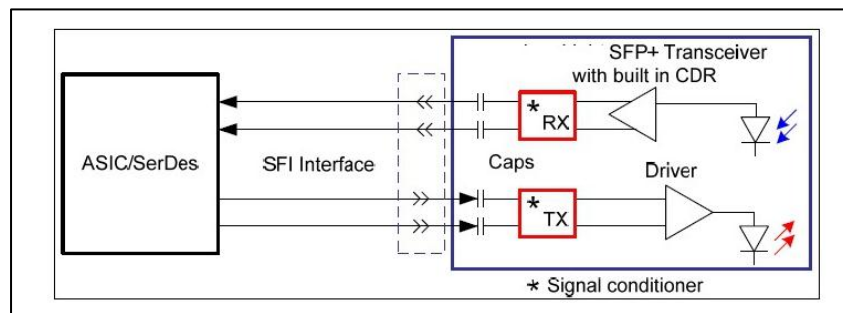 SFP+ Transceiver
with built in CDR
* RX
ASIC/SerDes
SFI Interface
Caps
Driver
* TX
* Signal conditioner